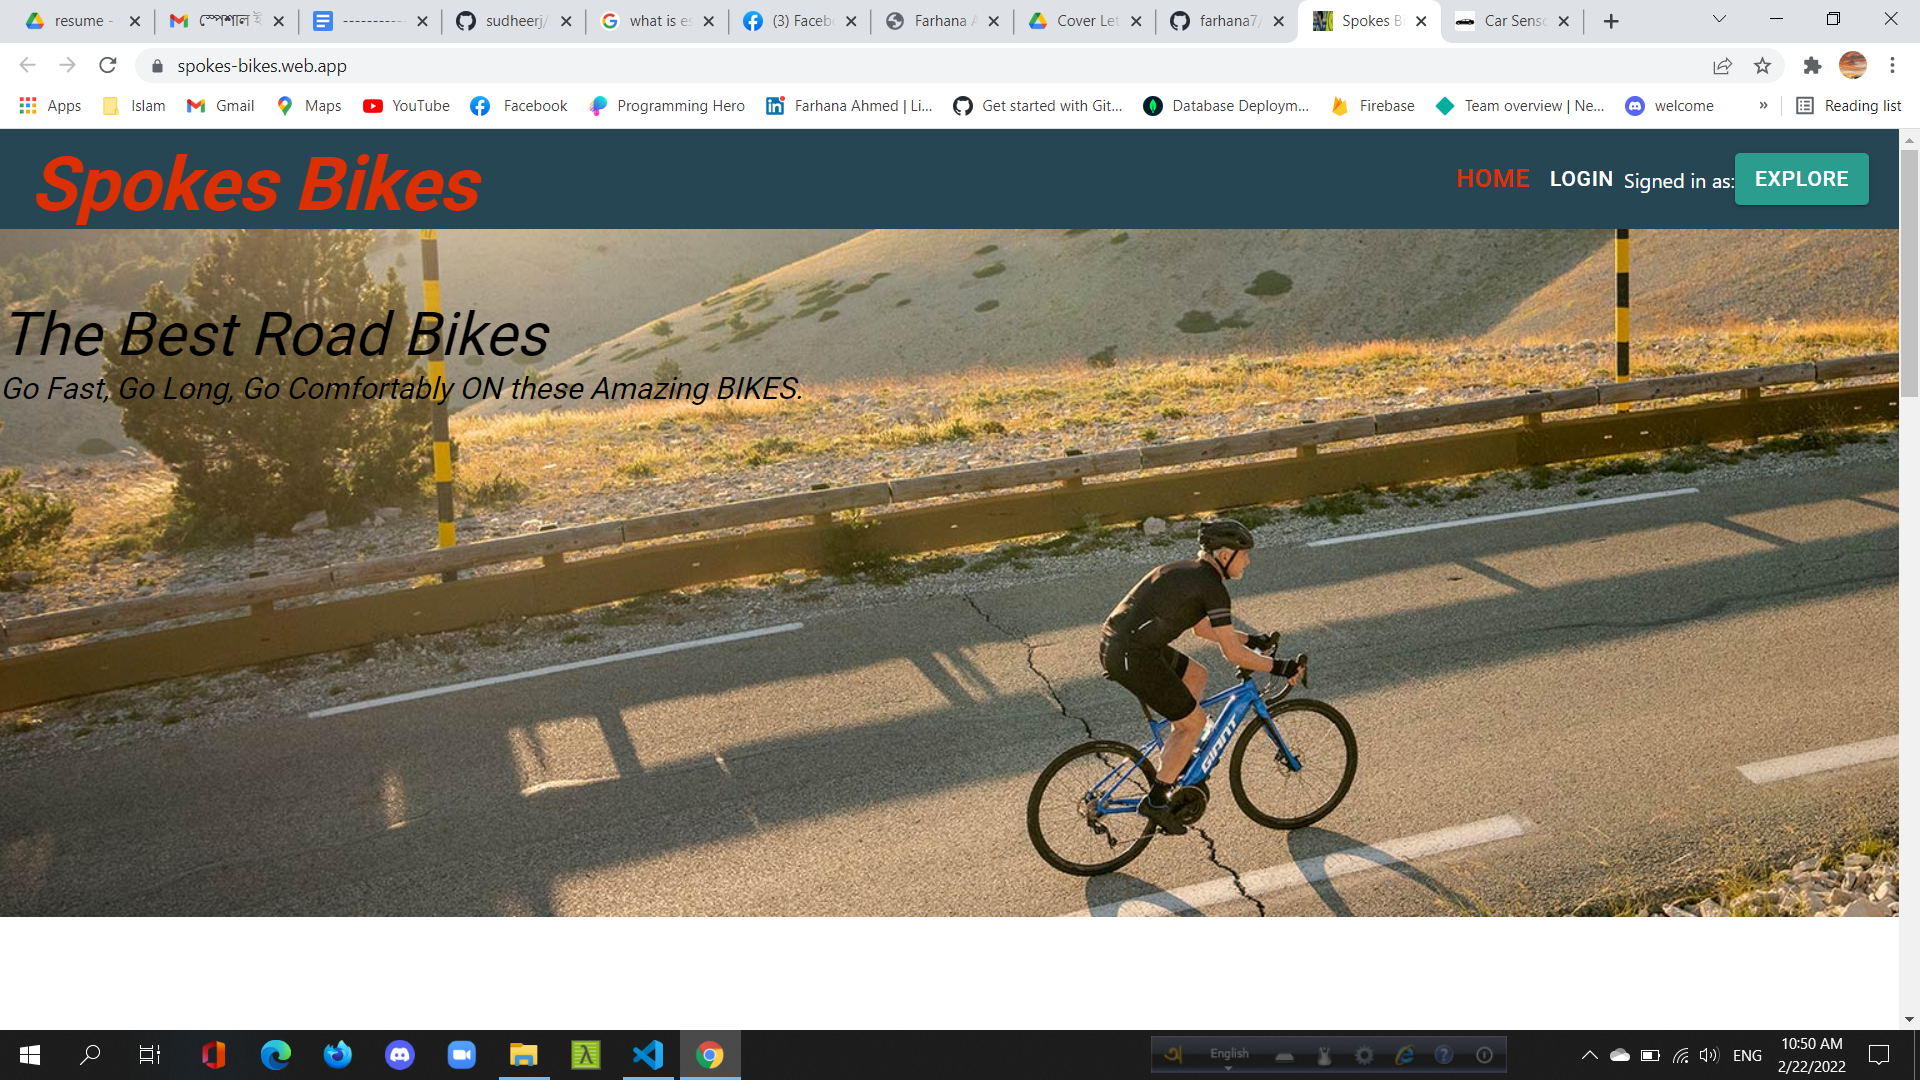 resume -
স্পেশাল ই
-----------
sudheerj/
what is es
(3) Faceb
Farhana A
Cover Let
farhana7/
Spokes B
Car Senso
spokes-bikes.web.app
Apps
Islam
Gmail
Maps
YouTube
Facebook
Programming Hero
Farhana Ahmed | Li...
Get started with Git...
Database Deploym...
Firebase
Team overview | Ne...
welcome
»
Reading list
Spokes Bikes
HOME
LOGIN
Signed in as:
EXPLORE
The Best Road Bikes
Go Fast, Go Long, Go Comfortably ON these Amazing BIKES.
GIANT
English
ENG
10:50 AM
2/22/2022